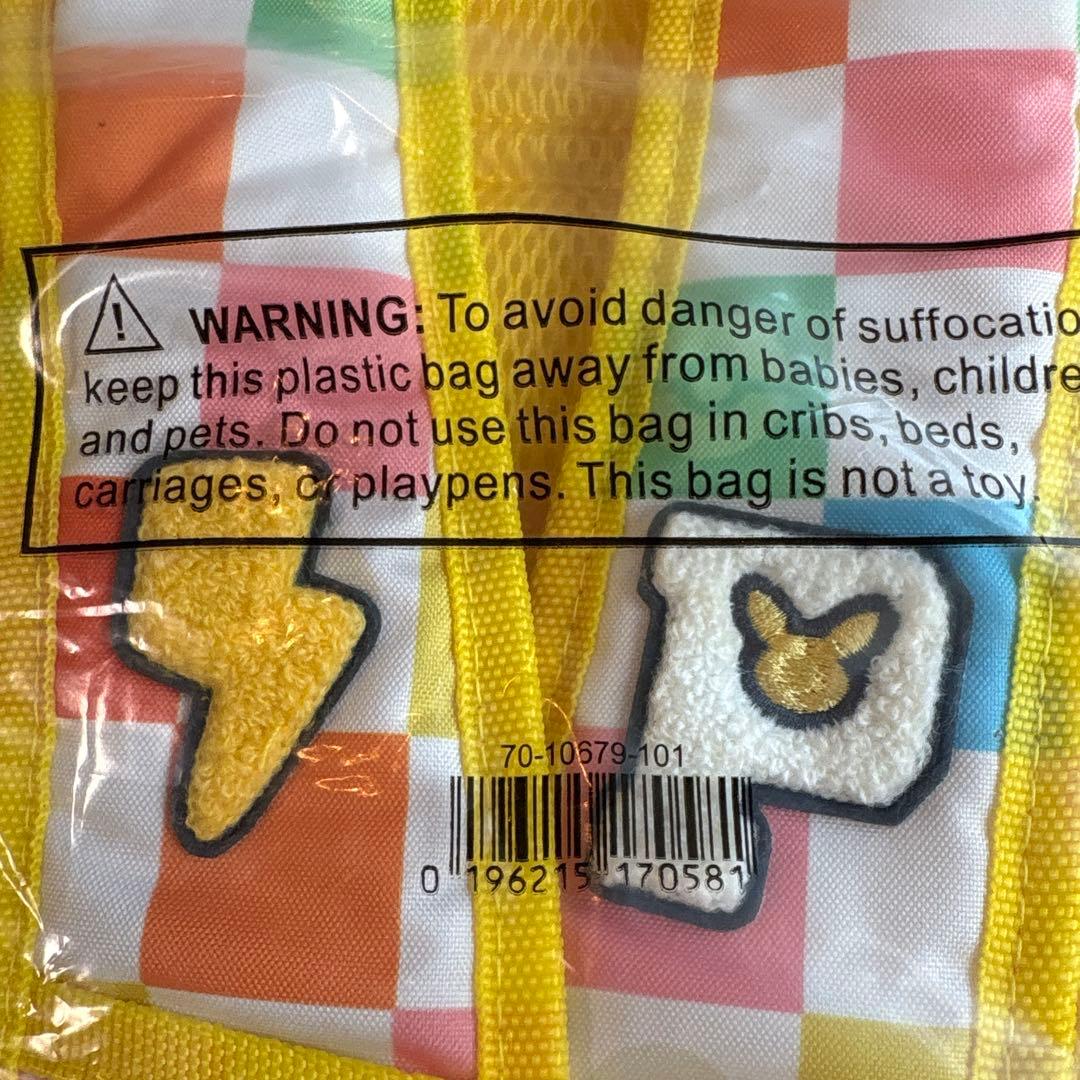 WARNING: To avoid danger of suffocatio
keep this plastic bag away from babies, childre
and pets. Do not use this bag in cribs, beds,
carriages, or playpens. This bag is not a toy.
70-10679-101
0 196215 170581
P